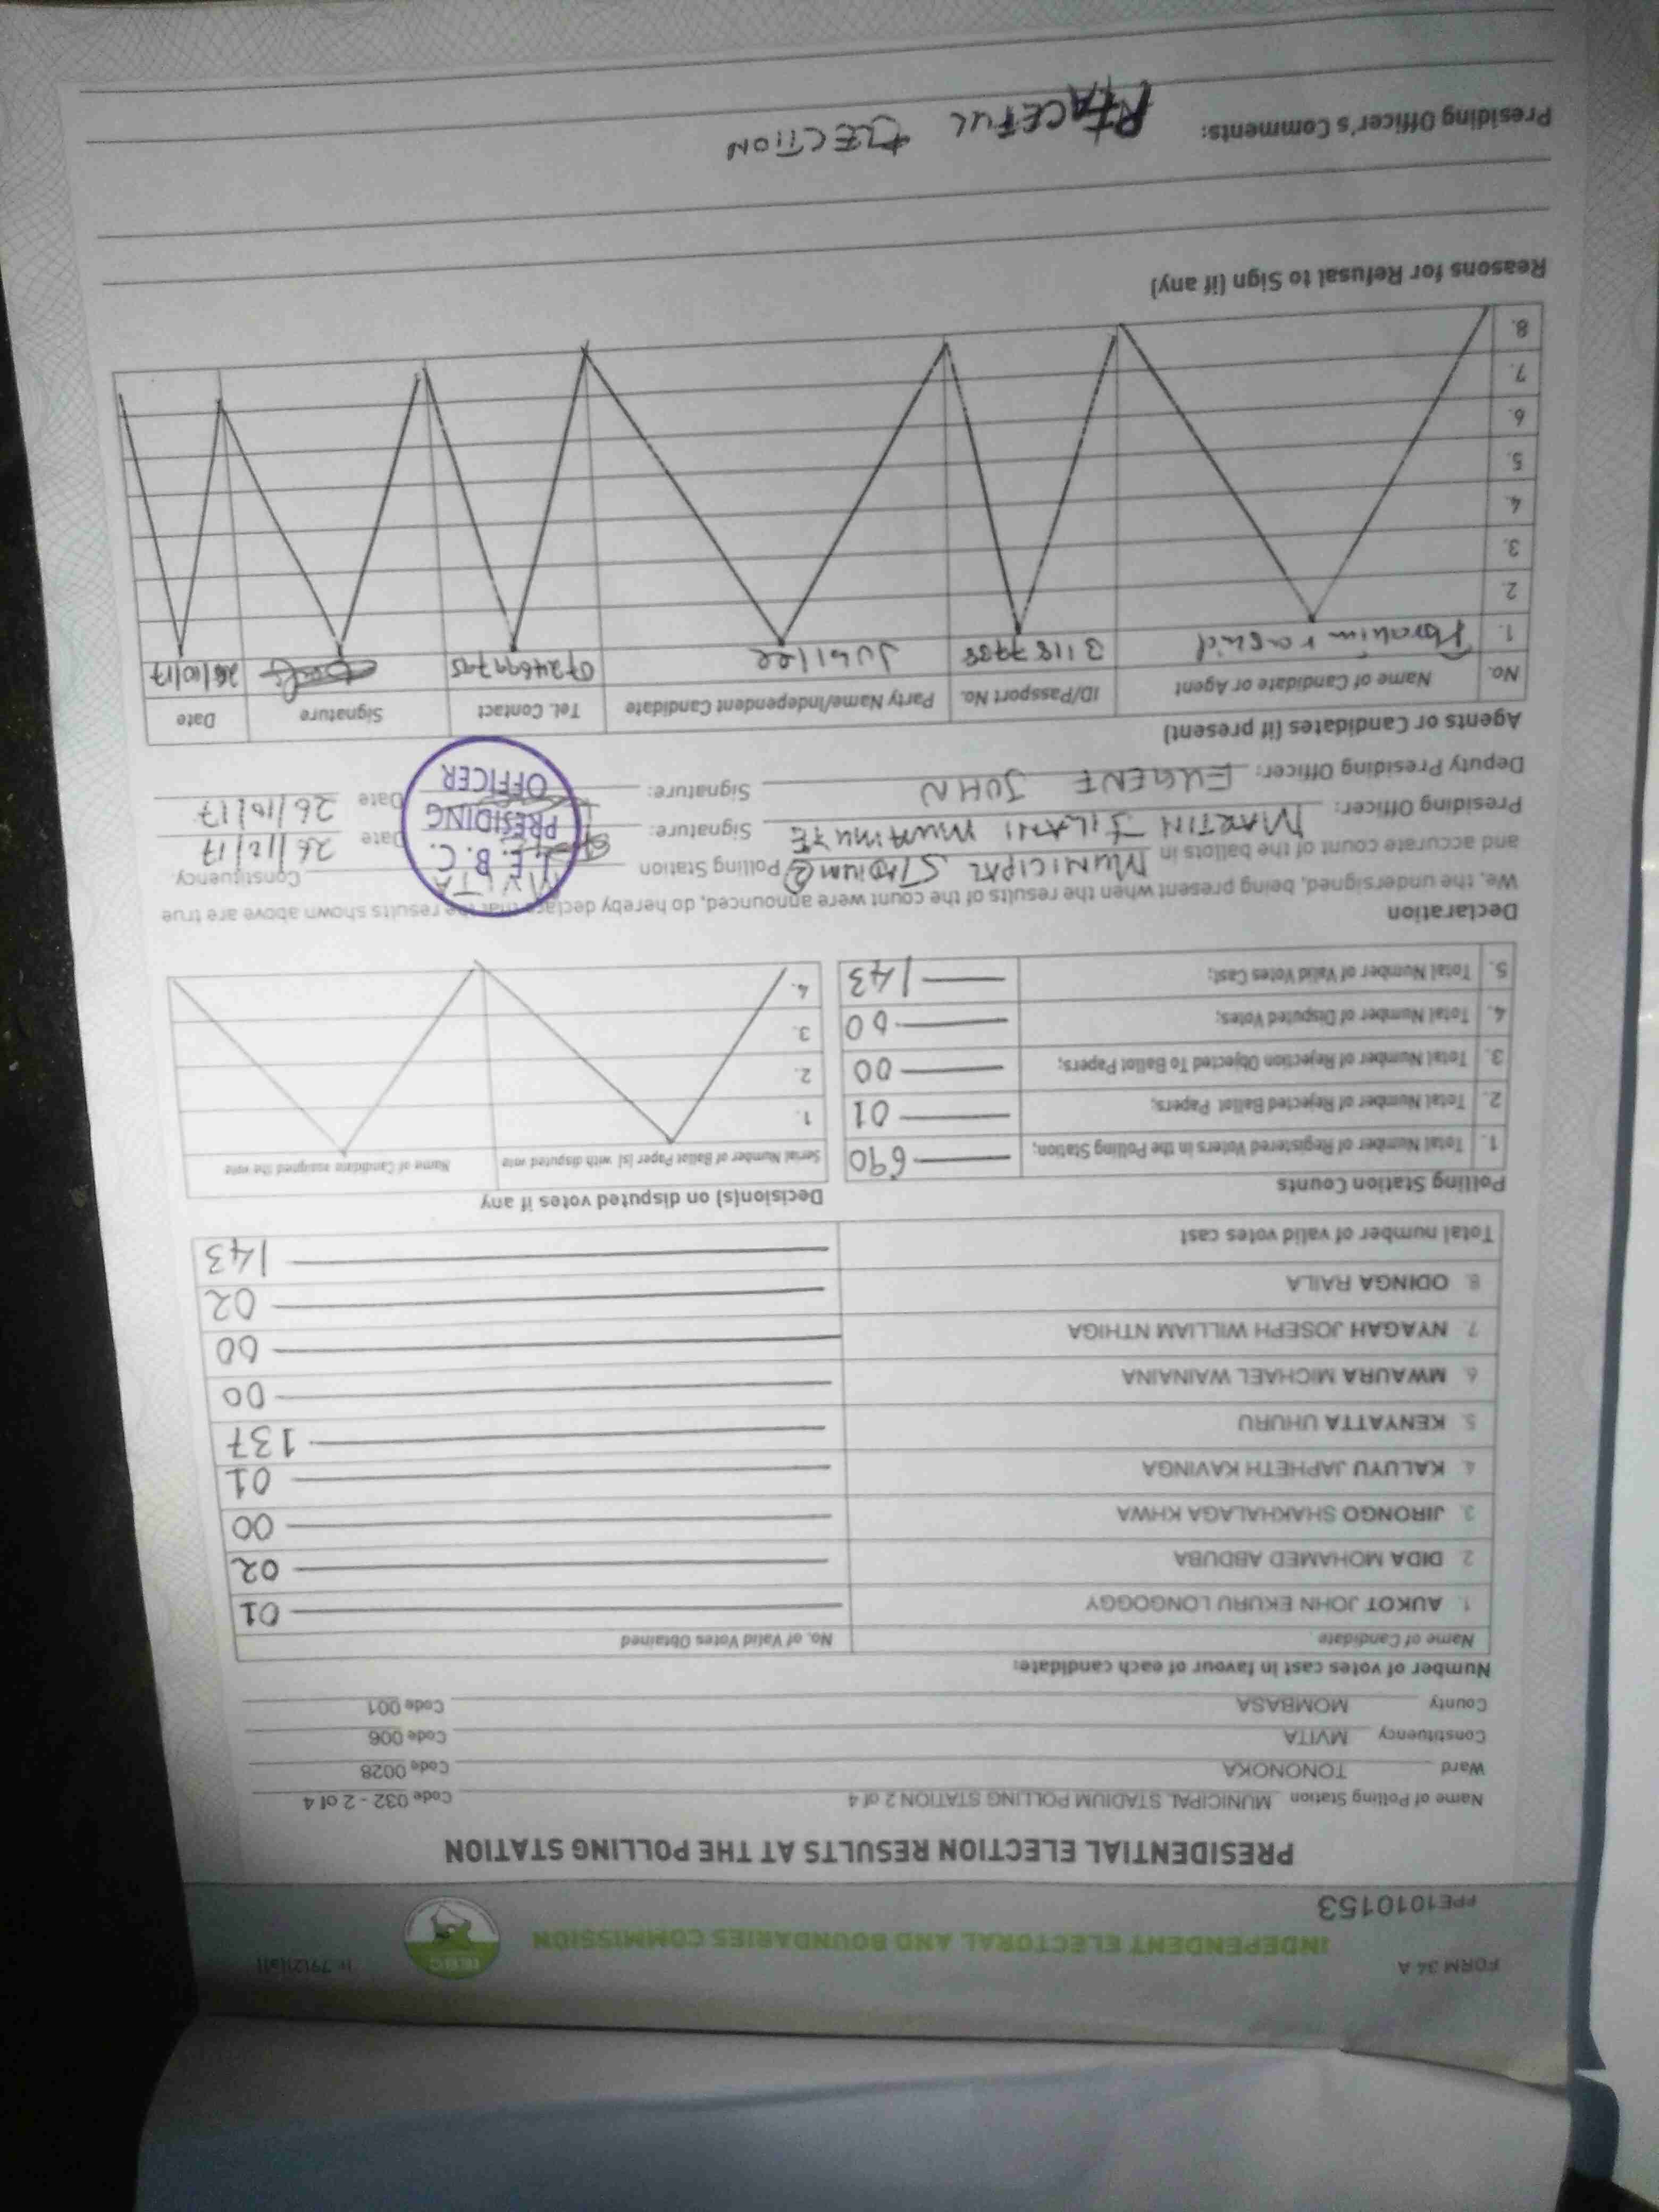 FORM 34 A
INDEPENDENT ELECTORAL AND BOUNDARIES COMMISSION
IEBC
PPE1010153
PRESIDENTIAL ELECTION RESULTS AT THE POLLING STATION
Name of Polling Station MUNICIPAL STADIUM POLLING STATION 2 of 4 Code 032 - 2 of 4
Ward TONONOKA Code 0028
Constituency MVITA Code 006
County MOMBASA Code 001
Number of votes cast in favour of each candidate:
Name of Candidate No. of Valid Votes Obtained
1. AUKOT JOHN EKURU LONGOGGY 01
2. DIDA MOHAMED ABDUBA 02
3. JIRONGO SHAKHALAGA KHWA 00
4. KALUYU JAPHETH KAVINGA 01
5. KENYATTA UHURU 137
6. MWAURA MICHAEL WAINAINA 00
7. NYAGAH JOSEPH WILLIAM NTHIGA 00
8. ODINGA RAILA 02
Total number of valid votes cast 143
Polling Station Counts
1. Total Number of Registered Voters in the Polling Station; 690
2. Total Number of Rejected Ballot Papers; 01
3. Total Number of Rejection Objected To Ballot Papers; 00
4. Total Number of Disputed Votes; 00
5. Total Number of Valid Votes Cast; 143
Decision(s) on disputed votes if any
Serial Number of Ballot Paper (s) with disputed vote Name of Candidate assigned the vote
1.
2.
3.
4.
Declaration
We, the undersigned, being present when the results of the count were announced, do hereby declare that the results shown above are true
and accurate count of the ballots in MUNICIPAL STADIUM 2 Polling Station MVITA Constituency.
Presiding Officer: MARTIN JILANI MWAIMUTE Signature: Date 26/10/17
Deputy Presiding Officer: EUGENE JOHN Signature: Date 26/10/17
I.E.B.C.
PRESIDING
OFFICER
Agents or Candidates (if present)
No. Name of Candidate or Agent ID/Passport No. Party Name/Independent Candidate Tel. Contact Signature Date
1. Ibrahim rashid Jubilee 26/10/17
2.
3.
4.
5.
6.
7.
8.
Reasons for Refusal to Sign (if any)
Presiding Officer's Comments: PEACEFUL ELECTION